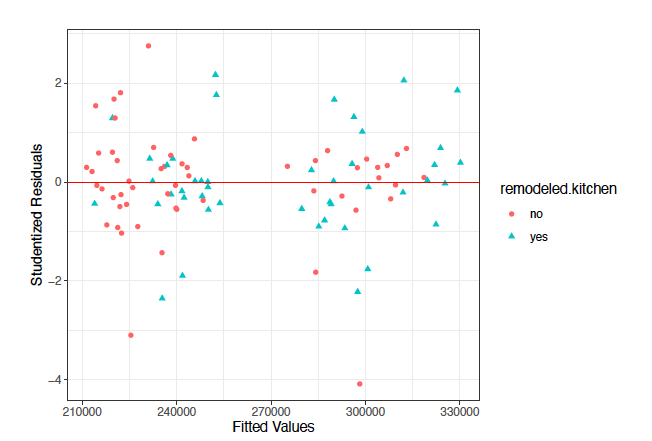 2
0
−2
−4
Studentized Residuals
210000 240000 270000 300000 330000
Fitted Values
remodeled.kitchen
no
yes